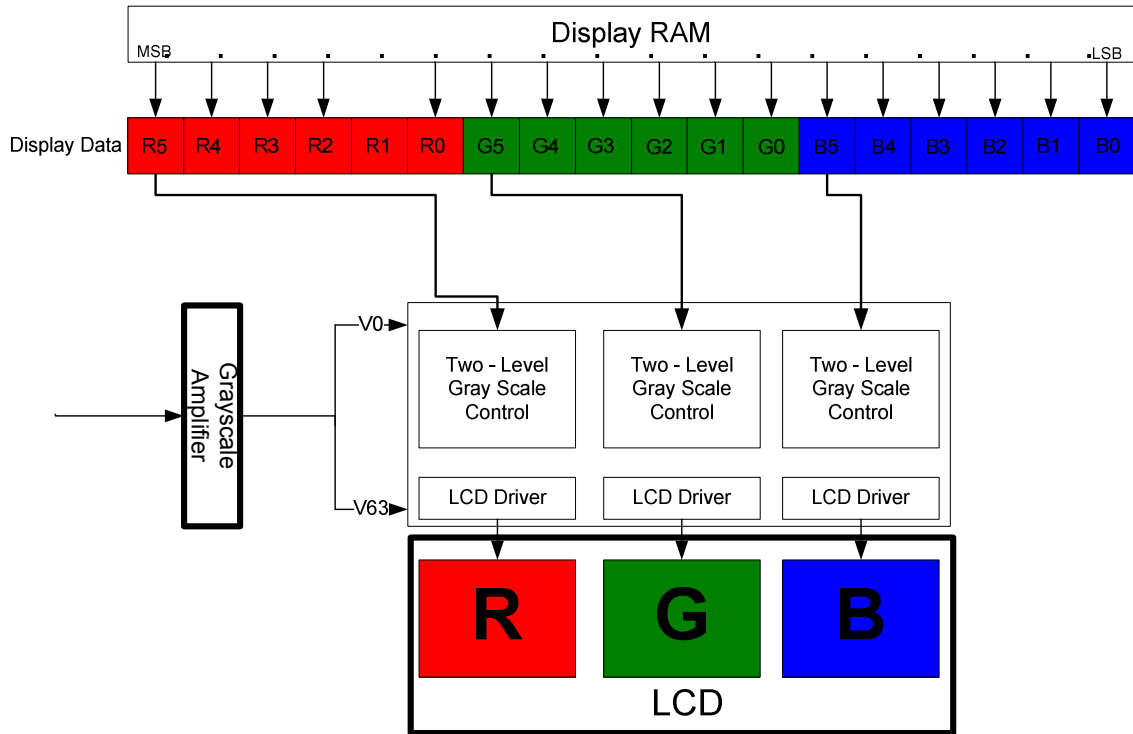 Display RAM
MSB
LSB
Display Data
R5 R4 R3 R2 R1 R0 G5 G4 G3 G2 G1 G0 B5 B4 B3 B2 B1 B0
V0
Grayscale
Amplifier
Two - Level
Gray Scale
Control
Two - Level
Gray Scale
Control
Two - Level
Gray Scale
Control
V63
LCD Driver
LCD Driver
LCD Driver
R
G
B
LCD